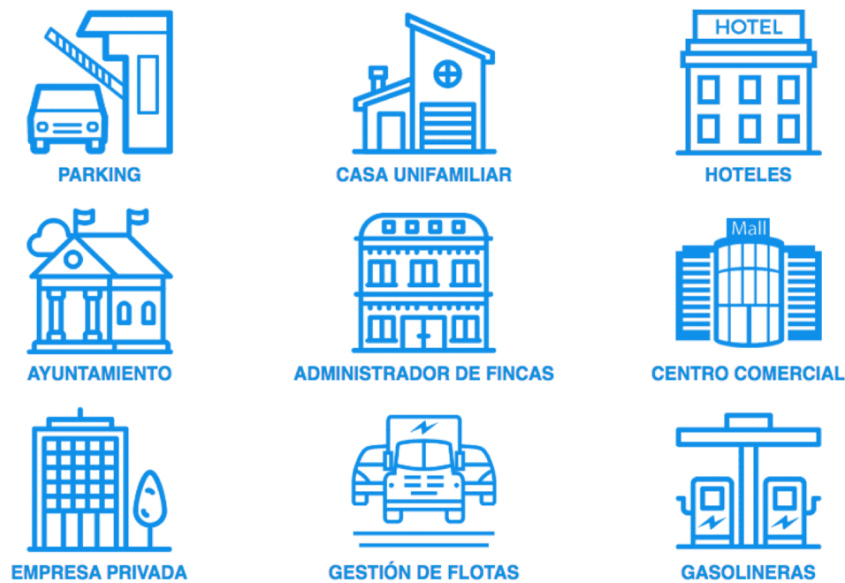 HOTEL
PARKING
CASA UNIFAMILIAR
HOTELES
Mall
AYUNTAMIENTO
ADMINISTRADOR DE FINCAS
CENTRO COMERCIAL
EMPRESA PRIVADA
GESTIÓN DE FLOTAS
GASOLINERAS